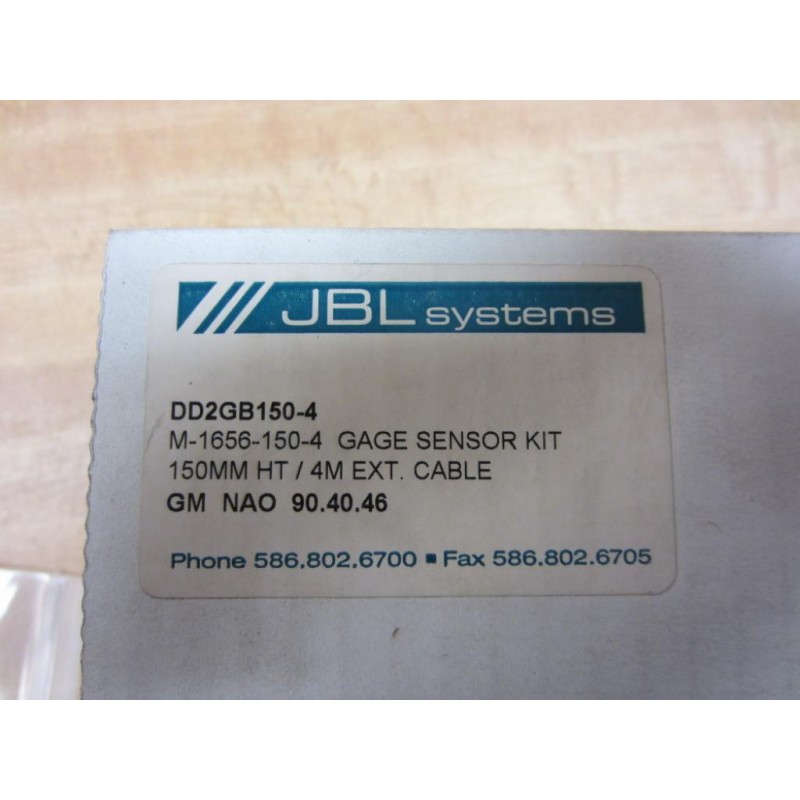 JBL systems
DD2GB150-4
M-1656-150-4 GAGE SENSOR KIT
150MM HT / 4M EXT. CABLE
GM NAO 90.40.46
Phone 586.802.6700 ▪ Fax 586.802.6705